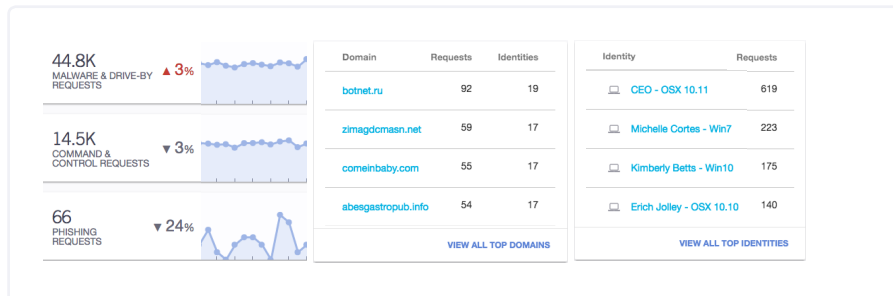 44.8K
MALWARE & DRIVE-BY
REQUESTS
▲ 3%
14.5K
COMMAND &
CONTROL REQUESTS
▼ 3%
66
PHISHING
REQUESTS
▼ 24%
Domain Requests Identities
botnet.ru 92 19
zimagdcmasn.net 59 17
comeinbaby.com 55 17
abesgastropub.info 54 17
VIEW ALL TOP DOMAINS
Identity Requests
CEO - OSX 10.11 619
Michelle Cortes - Win7 223
Kimberly Betts - Win10 175
Erich Jolley - OSX 10.10 140
VIEW ALL TOP IDENTITIES